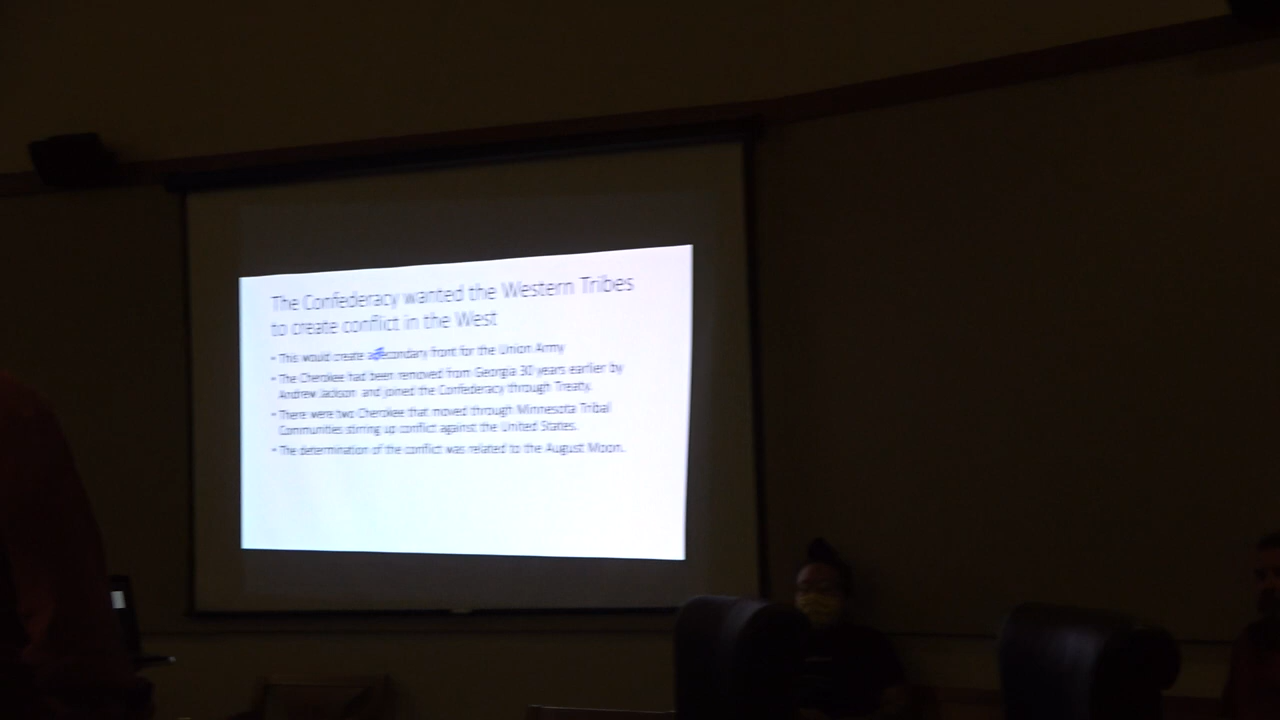 The Confederacy wanted the Western Tribes
to create conflict in the West
• This would create a secondary front for the Union Army
• The Cherokee had been removed from Georgia 30 years earlier by
Andrew Jackson and joined the Confederacy through Treaty.
• There were two Cherokee that moved through Minnesota Tribal
Communities stirring up conflict against the United States.
• The determination of the conflict was related to the August Moon.